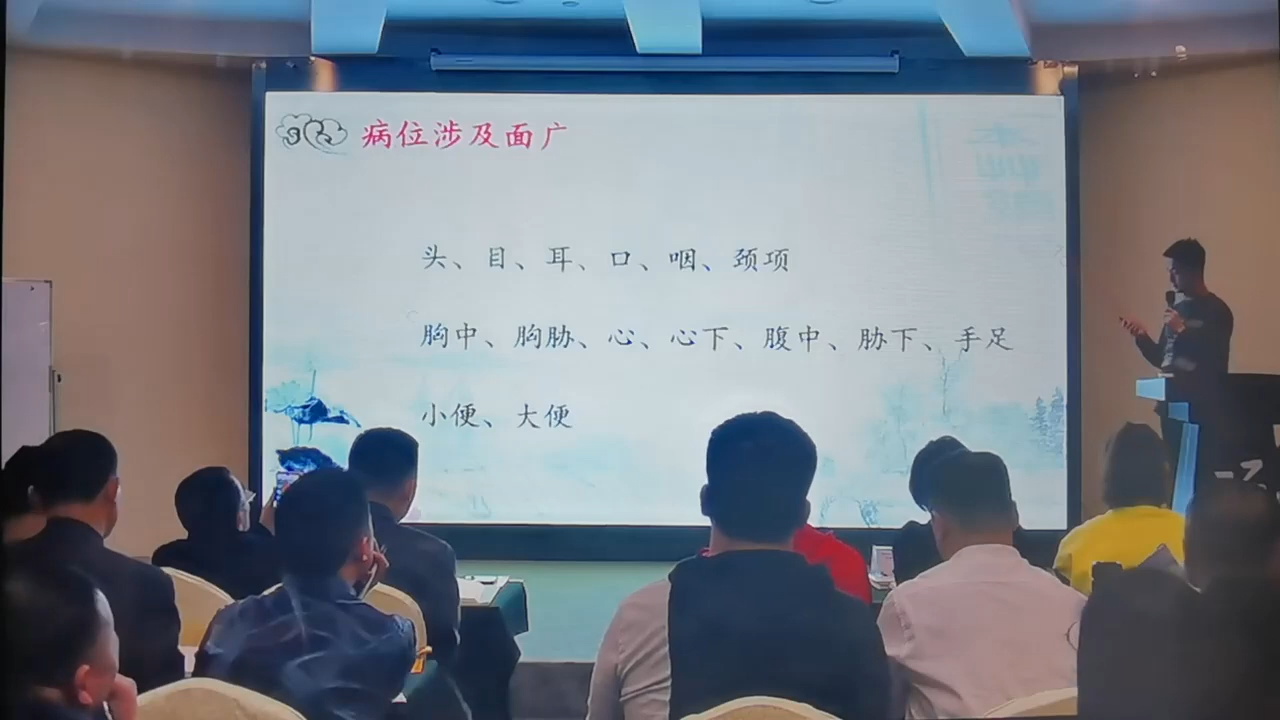 病位涉及面广
头、目、耳、口、咽、颈项
胸中、胸胁、心、心下、腹中、胁下、手足
小便、大便